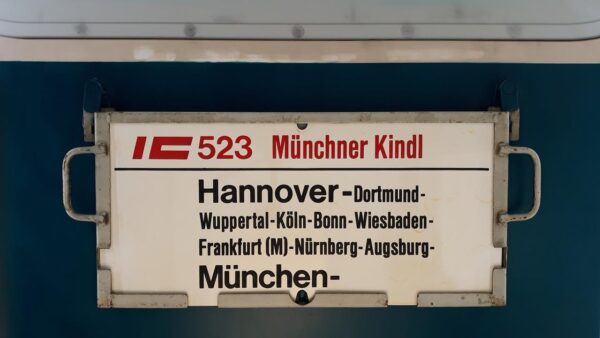 IC 523 Münchner Kindl
Hannover-Dortmund-
Wuppertal-Köln-Bonn-Wiesbaden-
Frankfurt (M)-Nürnberg-Augsburg-
München-